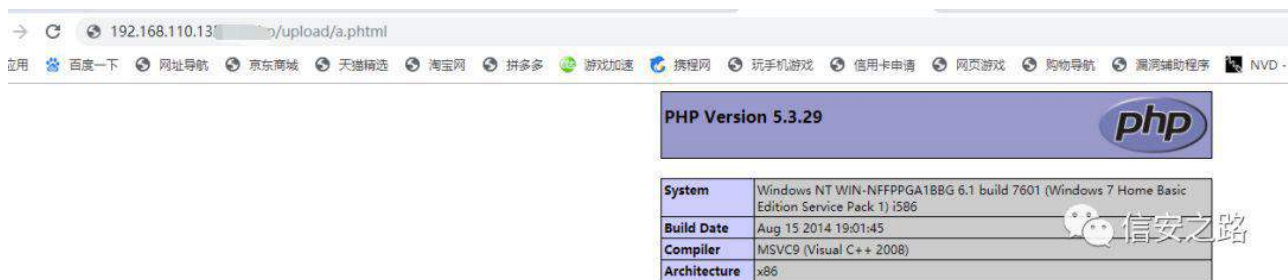 192.168.110.13 p/upload/a.phtml
应用 百度一下 网址导航 京东商城 天猫精选 淘宝网 拼多多 游戏加速 携程网 玩手机游戏 信用卡申请 网页游戏 购物导航 漏洞辅助程序 NVD -
PHP Version 5.3.29
php
System Windows NT WIN-NFFPPGA1BBG 6.1 build 7601 (Windows 7 Home Basic
Edition Service Pack 1) i586
Build Date Aug 15 2014 19:01:45
Compiler MSVC9 (Visual C++ 2008)
Architecture x86
信安之路